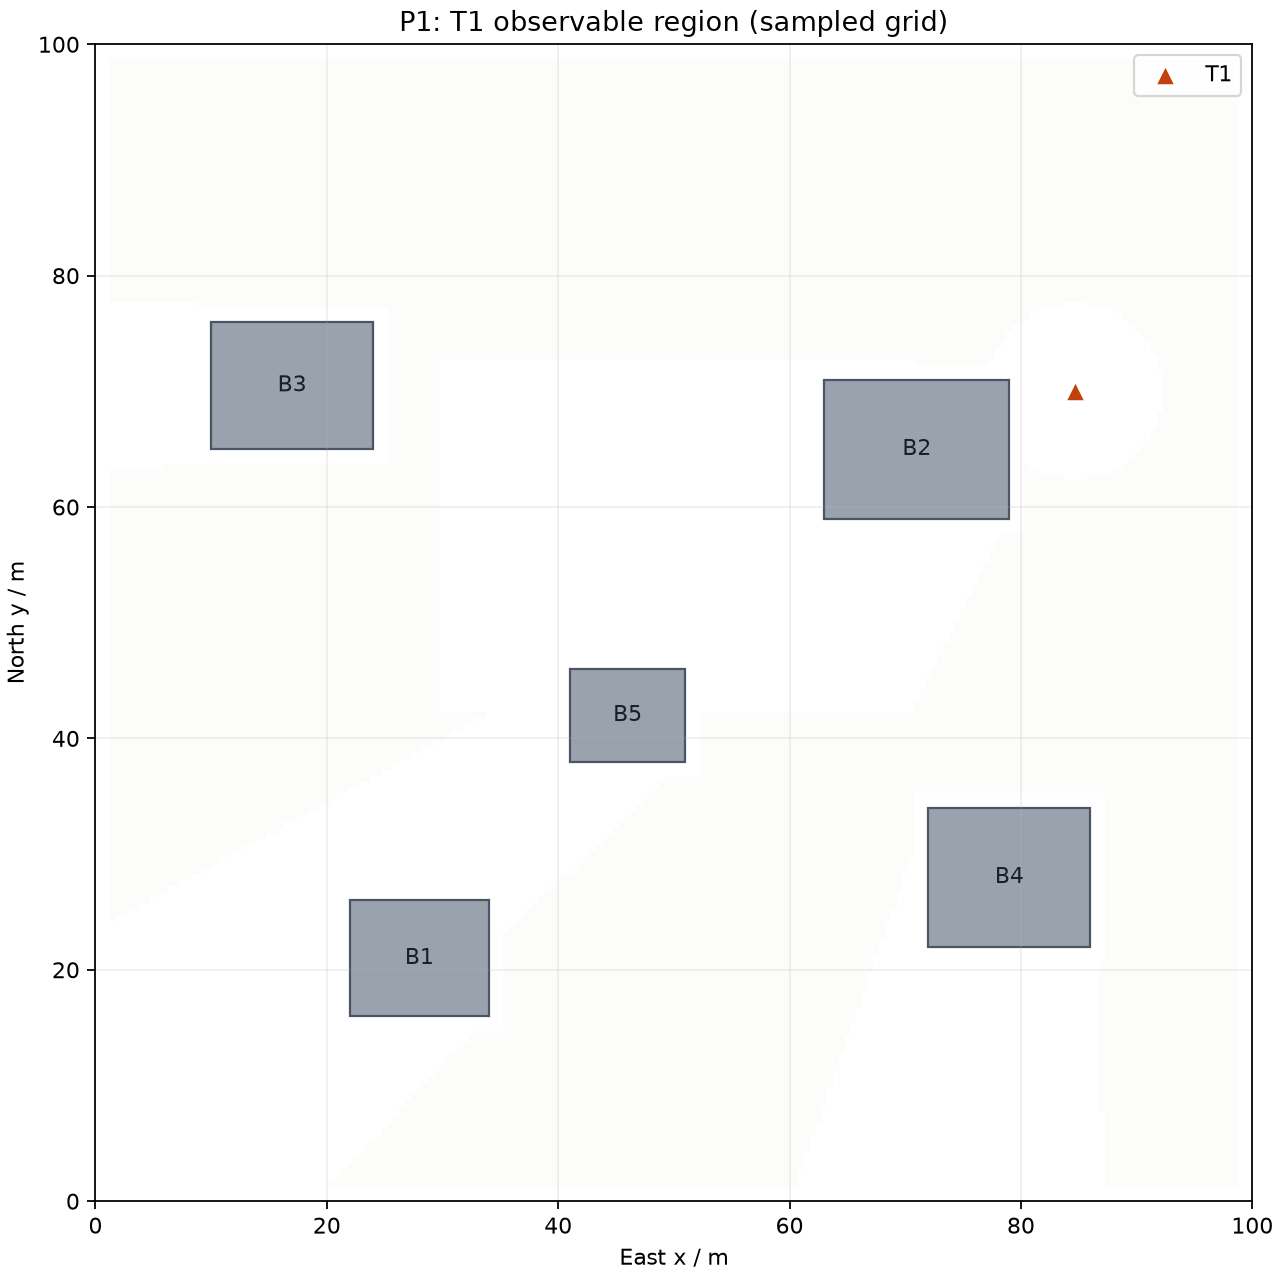 P1: T1 observable region (sampled grid)
T1
100
80
60
40
20
0
North y / m
B3
B2
B5
B4
B1
0 20 40 60 80 100
East x / m